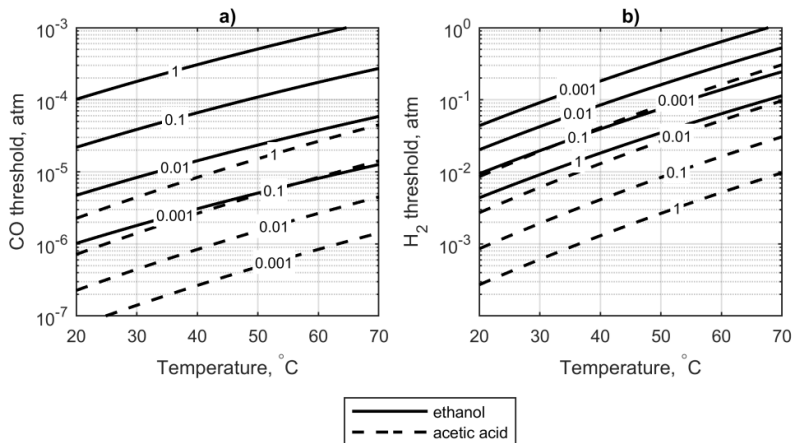 a)
CO threshold, atm
10⁻³
10⁻⁴
10⁻⁵
10⁻⁶
10⁻⁷
1
0.1
0.01
1
0.001
0.1
0.01
0.001
20 30 40 50 60 70
Temperature, °C
b)
H₂ threshold, atm
10⁰
10⁻¹
10⁻²
10⁻³
0.001
0.01
0.001
0.1
0.01
1
0.1
1
20 30 40 50 60 70
Temperature, °C
ethanol
acetic acid